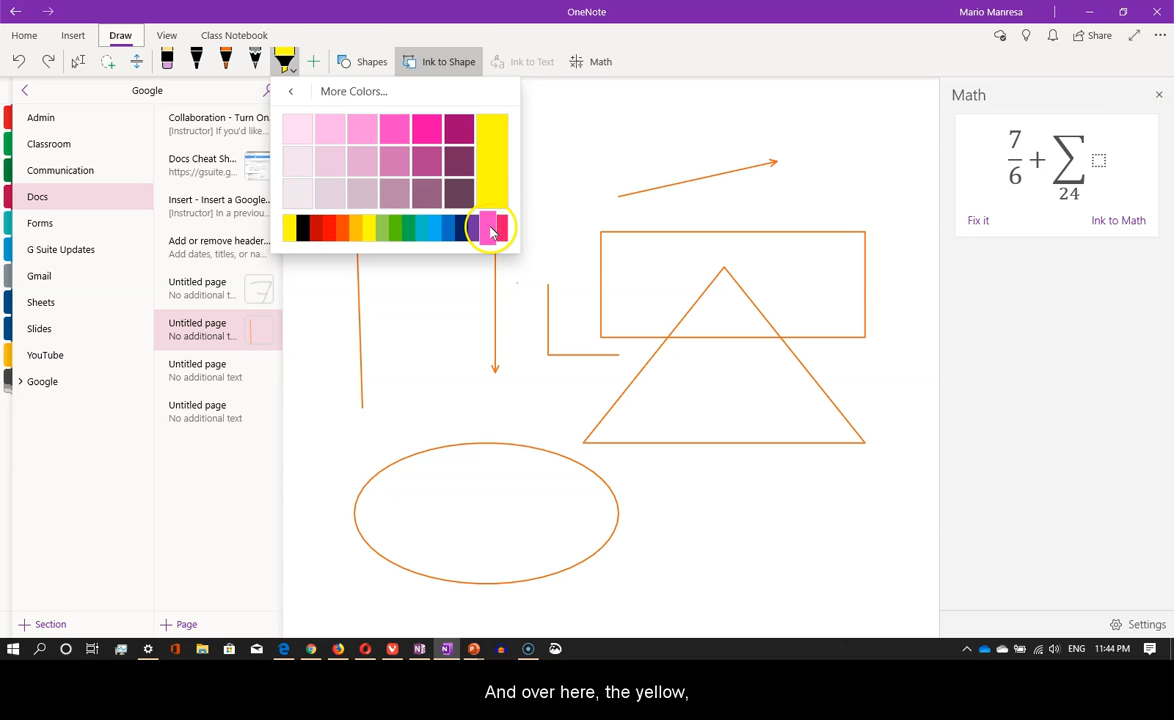 OneNote
Mario Manresa
Home Insert Draw View Class Notebook
Share
Shapes Ink to Shape Ink to Text Math
Google
More Colors...
Admin
Classroom
Communication
Docs
Forms
G Suite Updates
Gmail
Sheets
Slides
YouTube
Google
Collaboration - Turn On
[Instructor] If you'd like...
Docs Cheat Sh...
https://gsuite.g...
Insert - Insert a Google...
[Instructor] In a previou...
Add or remove header...
Add dates, titles, or na...
Untitled page
No additional t...
Untitled page
No additional t...
Untitled page
No additional text
Untitled page
No additional text
Section
Page
Math
7/6 + ∑ 24
Fix it Ink to Math
Settings
ENG 11:44 PM
And over here, the yellow,